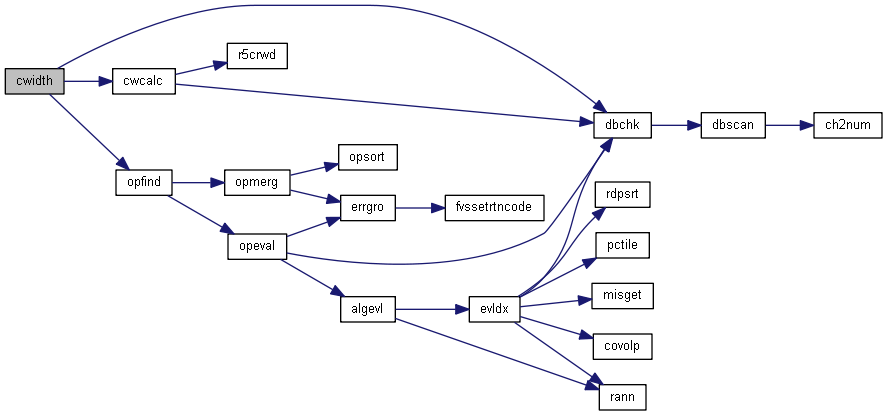 cwidth
cwcalc
r5crwd
dbchk
dbscan
ch2num
opfind
opmerg
opsort
errgro
fvssetrtncode
opeval
algevl
evldx
rdpsrt
pctile
misget
covolp
rann